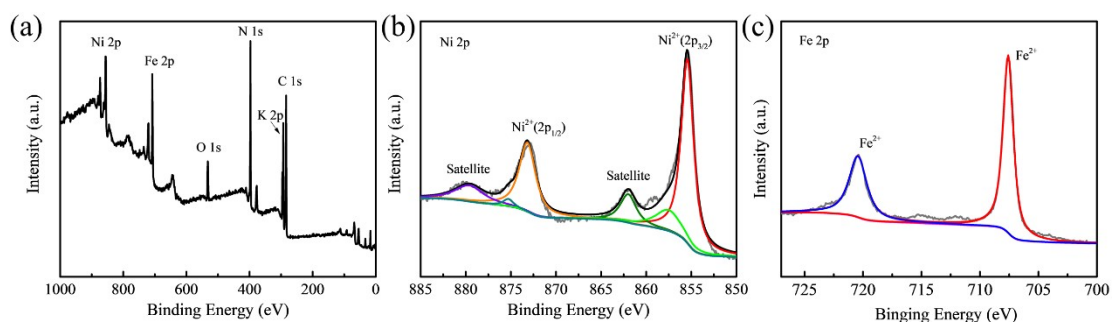 (a)
Ni 2p
Fe 2p
O 1s
N 1s
C 1s
K 2p
Intensity (a.u.)
1000 800 600 400 200 0
Binding Energy (eV)
(b)
Ni 2p
Ni²⁺(2p₃/₂)
Ni²⁺(2p₁/₂)
Satellite
Satellite
Intensity (a.u.)
885 880 875 870 865 860 855 850
Binding Energy (eV)
(c)
Fe 2p
Fe²⁺
Fe²⁺
Intensity (a.u.)
725 720 715 710 705 700
Binging Energy (eV)